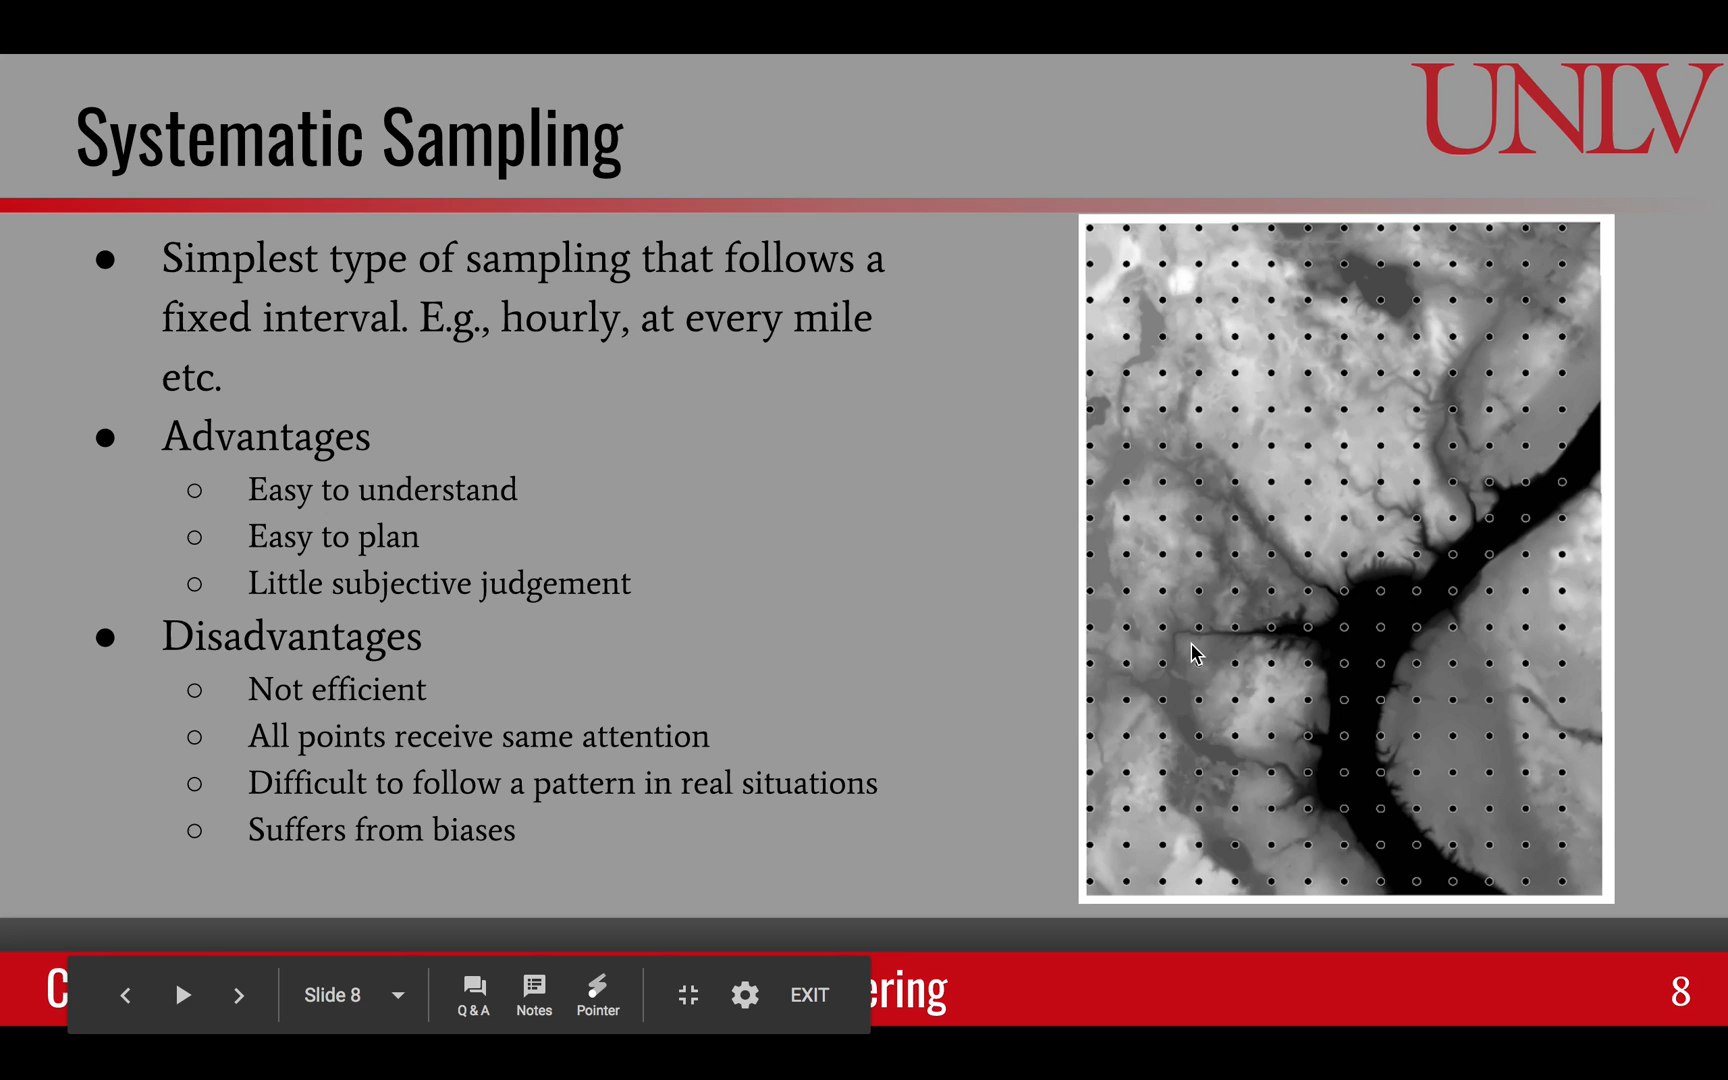 UNLV
Systematic Sampling
● Simplest type of sampling that follows a
fixed interval. E.g., hourly, at every mile
etc.
● Advantages
○ Easy to understand
○ Easy to plan
○ Little subjective judgement
● Disadvantages
○ Not efficient
○ All points receive same attention
○ Difficult to follow a pattern in real situations
○ Suffers from biases
8
Slide 8
Q & A
Notes
Pointer
EXIT